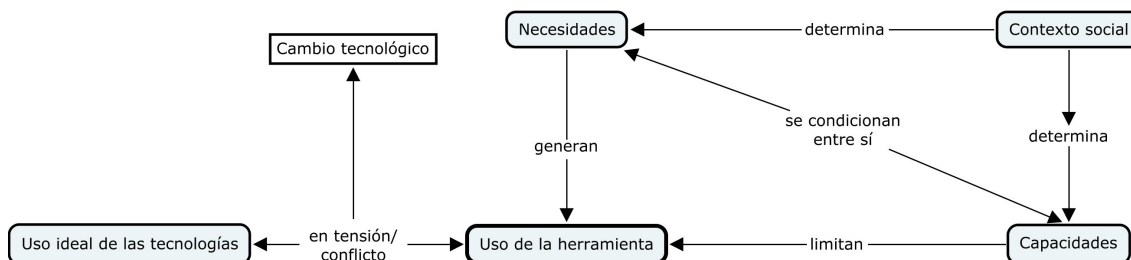 Necesidades
determina
Contexto social
Cambio tecnológico
se condicionan
entre sí
determina
generan
Uso ideal de las tecnologías
en tensión/
conflicto
Uso de la herramienta
limitan
Capacidades